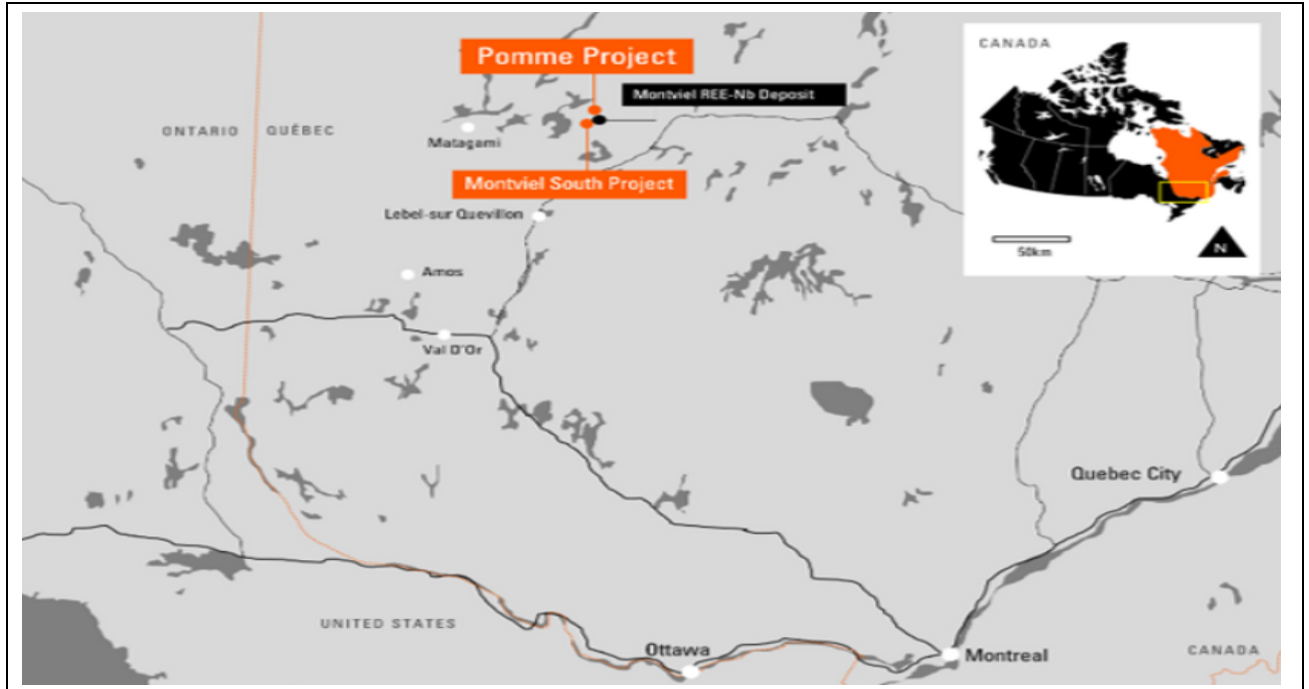 CANADA
Pomme Project
Montviel REE-Nb Deposit
ONTARIO QUÉBEC
Matagami
Montviel South Project
Lebel-sur Quevillon
50km
N
Amos
Val D'Or
Quebec City
UNITED STATES
Ottawa
Montreal
CANADA